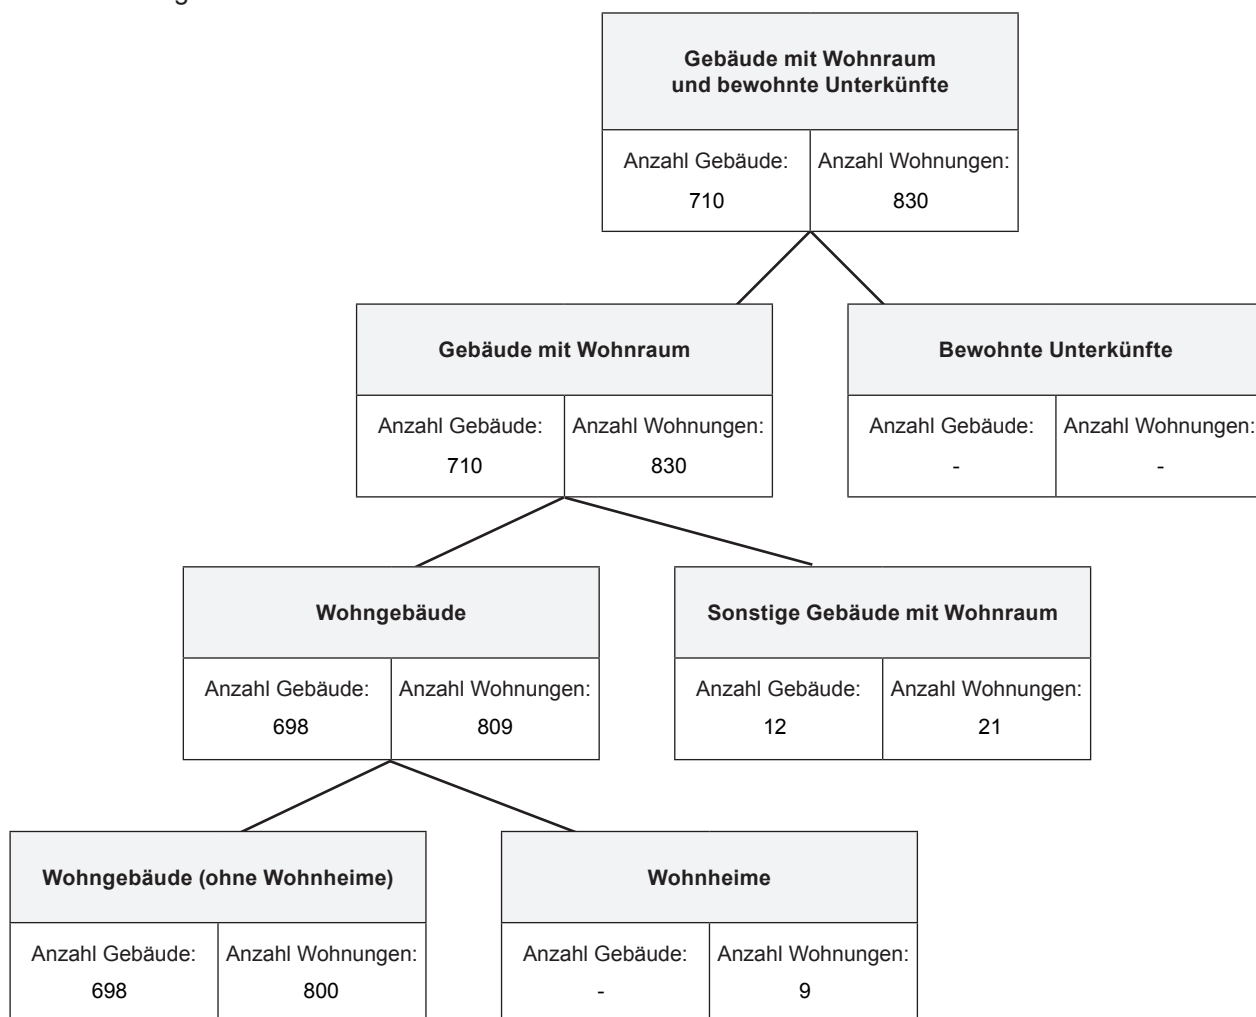 Gebäude mit Wohnraum
und bewohnte Unterkünfte
Anzahl Gebäude: Anzahl Wohnungen:
710 830
Gebäude mit Wohnraum
Anzahl Gebäude: Anzahl Wohnungen:
710 830
Bewohnte Unterkünfte
Anzahl Gebäude: Anzahl Wohnungen:
- -
Wohngebäude
Anzahl Gebäude: Anzahl Wohnungen:
698 809
Sonstige Gebäude mit Wohnraum
Anzahl Gebäude: Anzahl Wohnungen:
12 21
Wohngebäude (ohne Wohnheime)
Anzahl Gebäude: Anzahl Wohnungen:
698 800
Wohnheime
Anzahl Gebäude: Anzahl Wohnungen:
- 9